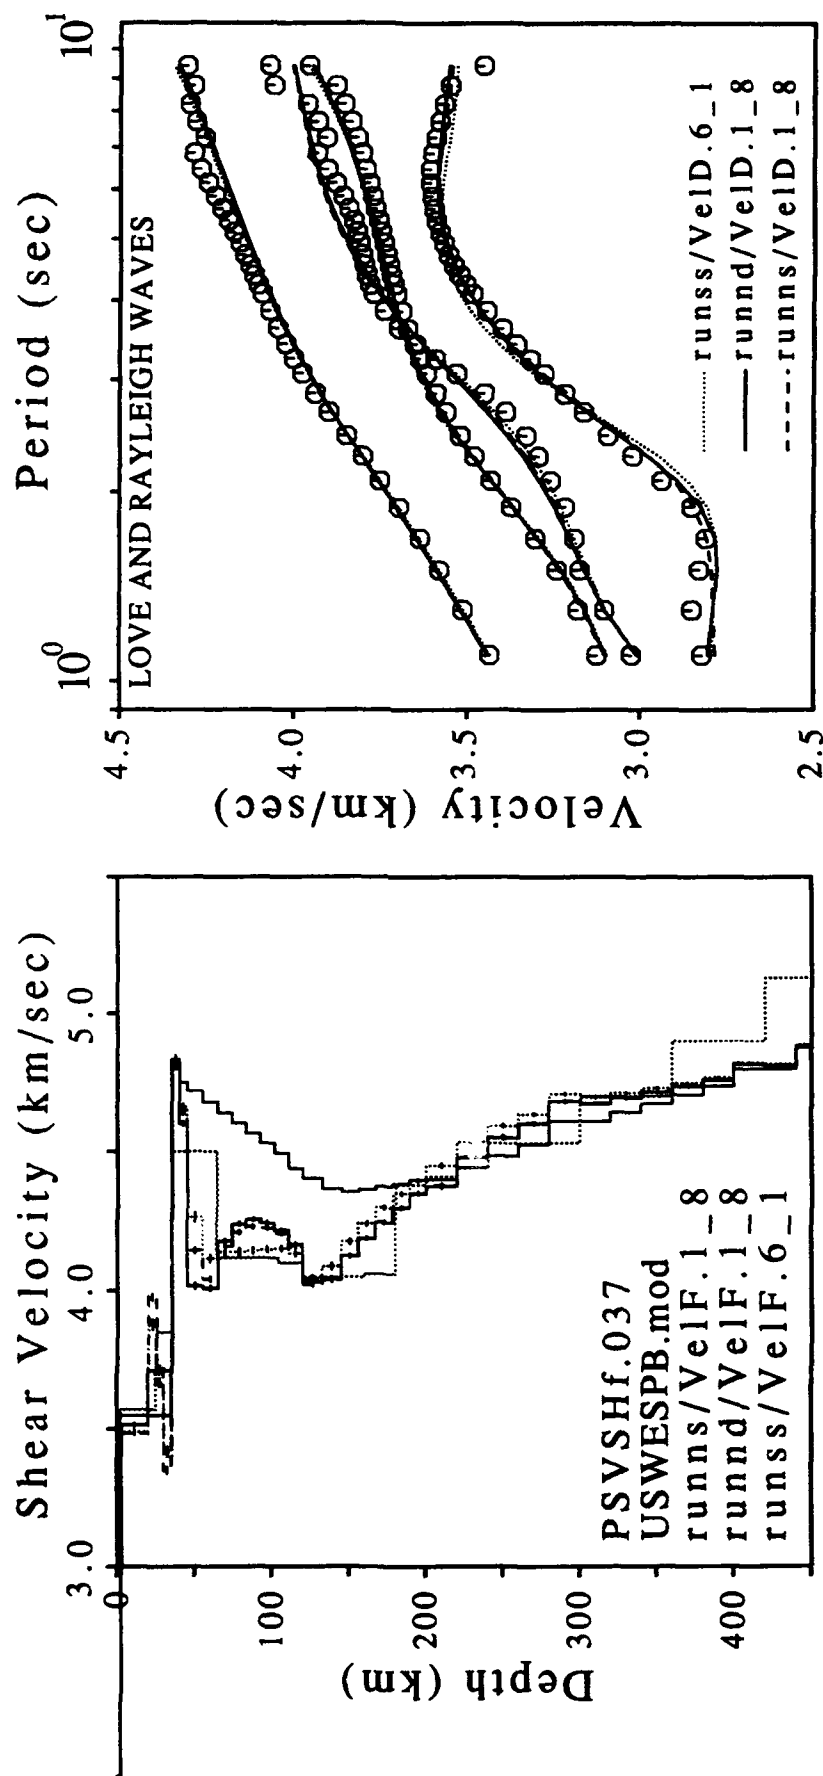 Shear Velocity (km/sec)
3.0
4.0
5.0
0
100
200
300
400
Depth (km)
PSVSHf.037
USWESPB.mod
runns/VelF.1_8
runnd/VelF.1_8
runss/VelF.6_1
Period (sec)
10⁰
10¹
LOVE AND RAYLEIGH WAVES
4.5
4.0
3.5
3.0
2.5
Velocity (km/sec)
runss/VelD.6_1
runnd/VelD.1_8
runns/VelD.1_8